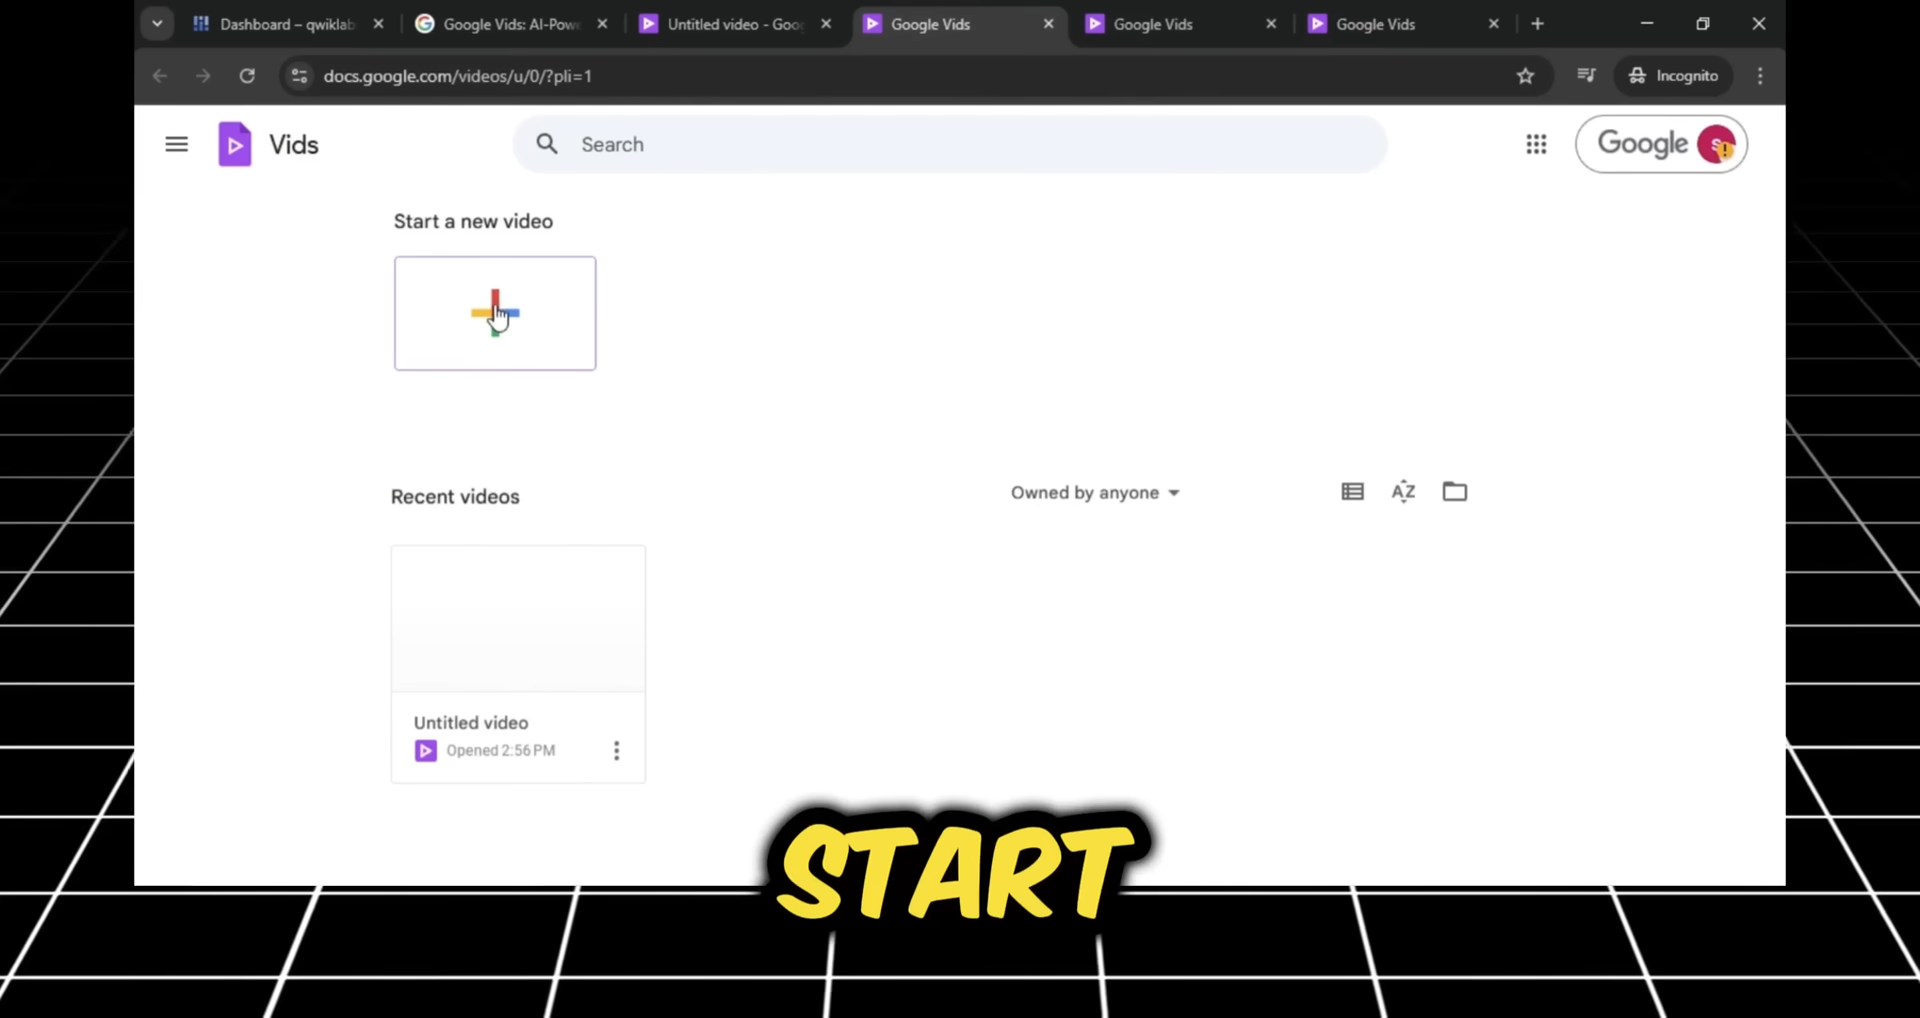 Dashboard – qwiklab
Google Vids: AI-Powe
Untitled video - Goog
Google Vids
Google Vids
Google Vids
docs.google.com/videos/u/0/?pli=1
Incognito
Vids
Search
Google
S
Start a new video
Recent videos
Owned by anyone
AZ
Untitled video
Opened 2:56 PM
START